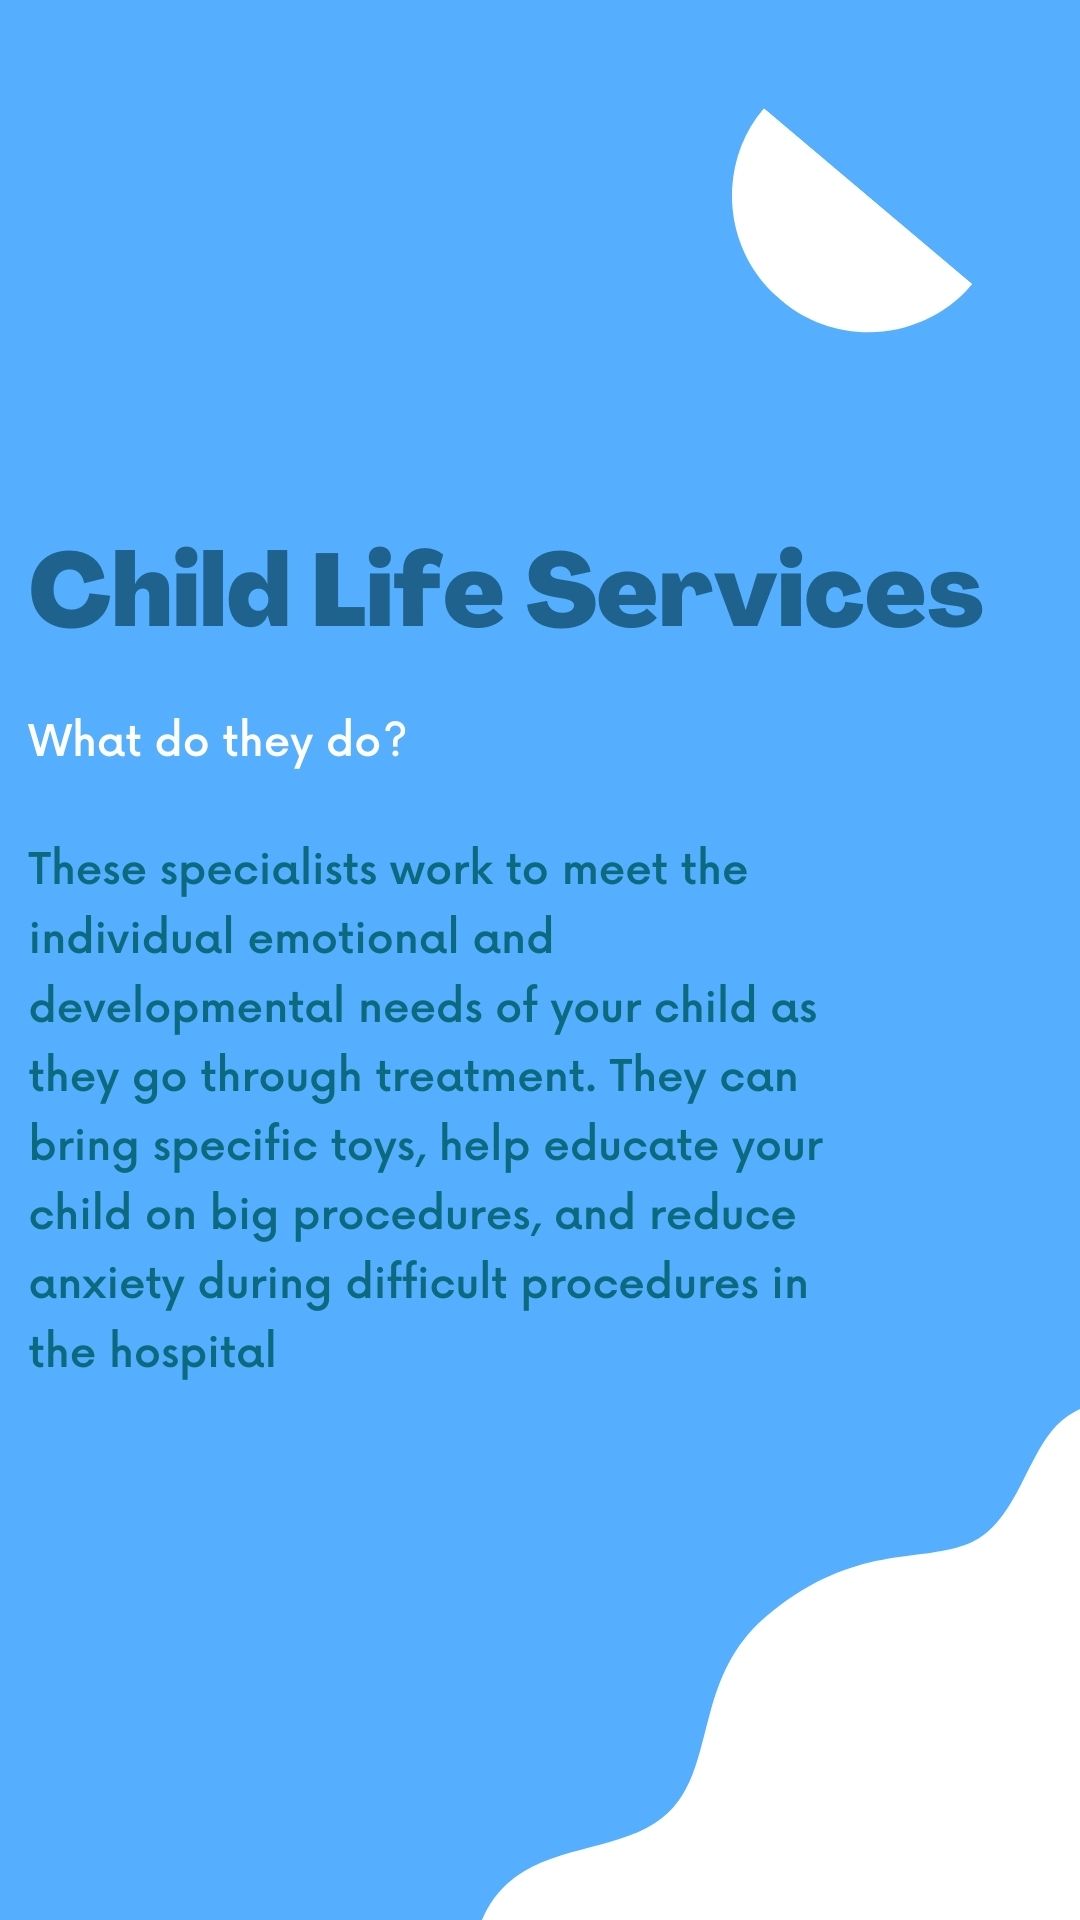 Child Life Services
What do they do?
These specialists work to meet the
individual emotional and
developmental needs of your child as
they go through treatment. They can
bring specific toys, help educate your
child on big procedures, and reduce
anxiety during difficult procedures in
the hospital